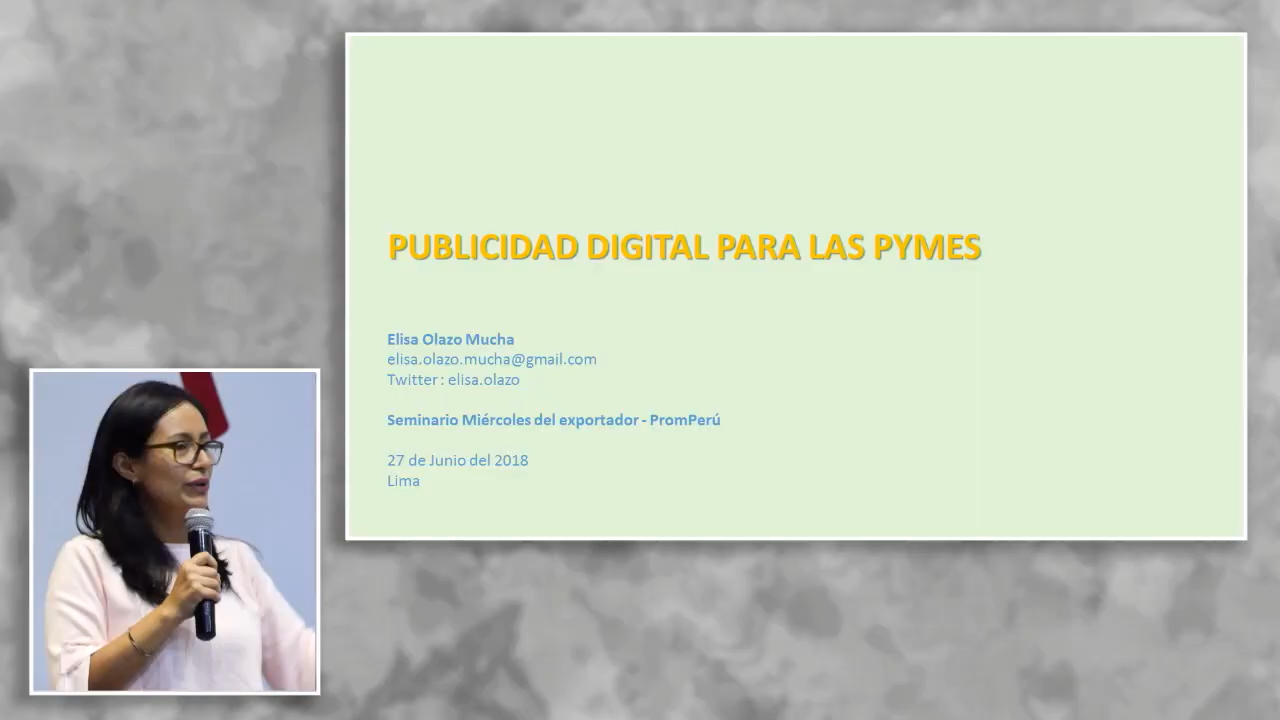 PUBLICIDAD DIGITAL PARA LAS PYMES
Elisa Olazo Mucha
elisa.olazo.mucha@gmail.com
Twitter : elisa.olazo
Seminario Miércoles del exportador - PromPerú
27 de Junio del 2018
Lima